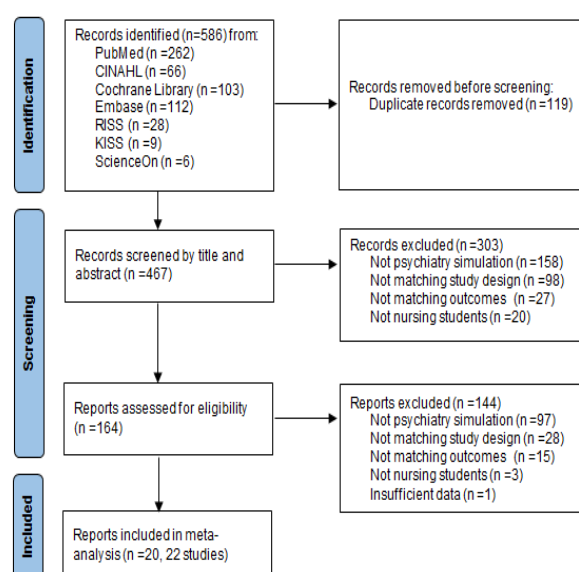 Identification
Records identified (n=586) from:
PubMed (n =262)
CINAHL (n =66)
Cochrane Library (n =103)
Embase (n =112)
RISS (n =28)
KISS (n =9)
ScienceOn (n =6)
Records removed before screening:
Duplicate records removed (n =119)
Screening
Records screened by title and
abstract (n =467)
Records excluded (n =303)
Not psychiatry simulation (n =158)
Not matching study design (n =98)
Not matching outcomes (n =27)
Not nursing students (n =20)
Reports assessed for eligibility
(n =164)
Reports excluded (n =144)
Not psychiatry simulation (n =97)
Not matching study design (n =28)
Not matching outcomes (n =15)
Not nursing students (n =3)
Insufficient data (n =1)
Included
Reports included in meta-
analysis (n =20, 22 studies)